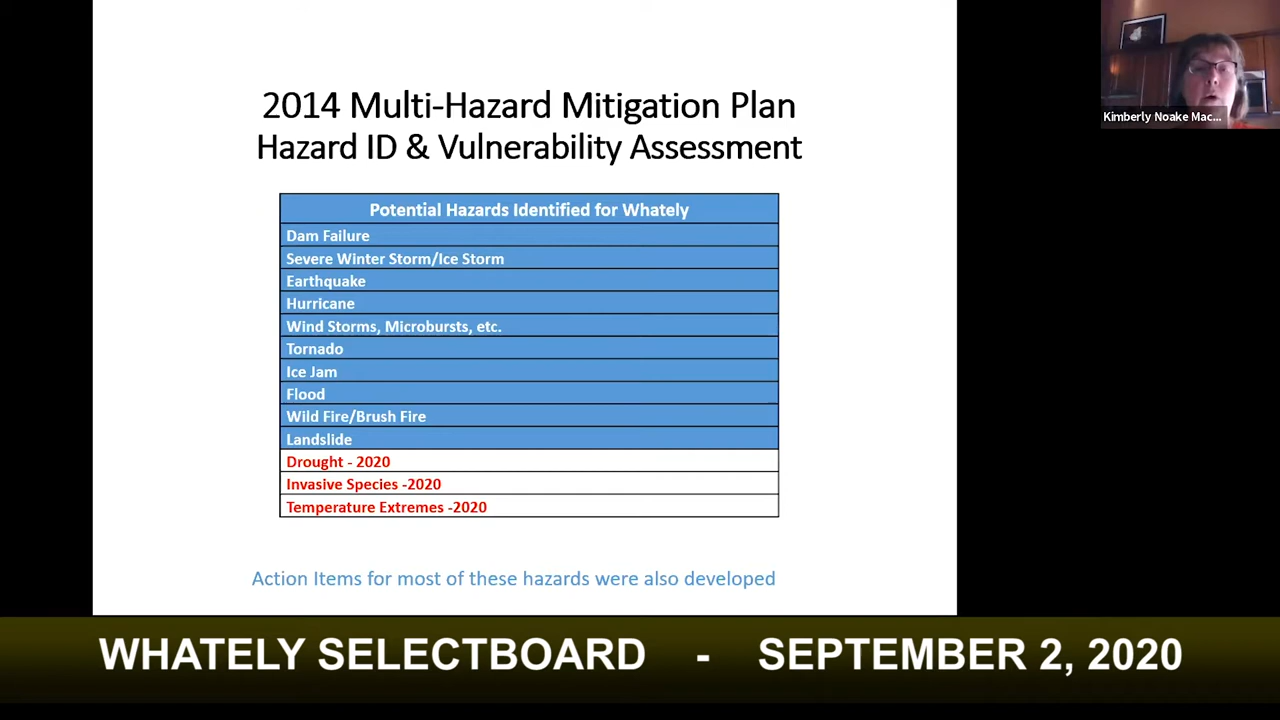 2014 Multi-Hazard Mitigation Plan
Hazard ID & Vulnerability Assessment
Kimberly Noake Mac...
Potential Hazards Identified for Whately
Dam Failure
Severe Winter Storm/Ice Storm
Earthquake
Hurricane
Wind Storms, Microbursts, etc.
Tornado
Ice Jam
Flood
Wild Fire/Brush Fire
Landslide
Drought - 2020
Invasive Species -2020
Temperature Extremes -2020
Action Items for most of these hazards were also developed
WHATELY SELECTBOARD - SEPTEMBER 2, 2020